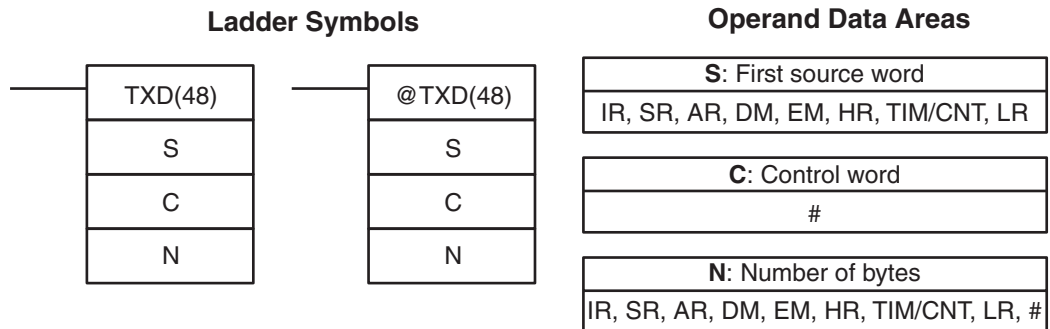 Ladder Symbols
TXD(48)
S
C
N
@TXD(48)
S
C
N
Operand Data Areas
S: First source word
IR, SR, AR, DM, EM, HR, TIM/CNT, LR
C: Control word
#
N: Number of bytes
IR, SR, AR, DM, EM, HR, TIM/CNT, LR, #